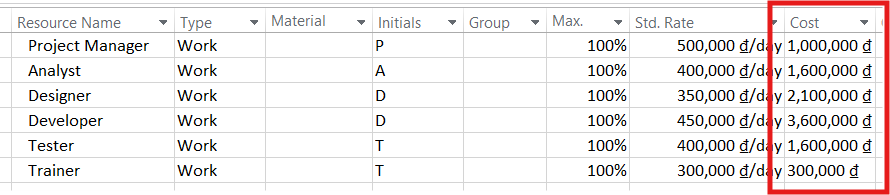 Resource Name Type Material Initials Group Max. Std. Rate Cost
Project Manager Work P 100% 500,000 ₫/day 1,000,000 ₫
Analyst Work A 100% 400,000 ₫/day 1,600,000 ₫
Designer Work D 100% 350,000 ₫/day 2,100,000 ₫
Developer Work D 100% 450,000 ₫/day 3,600,000 ₫
Tester Work T 100% 400,000 ₫/day 1,600,000 ₫
Trainer Work T 100% 300,000 ₫/day 300,000 ₫